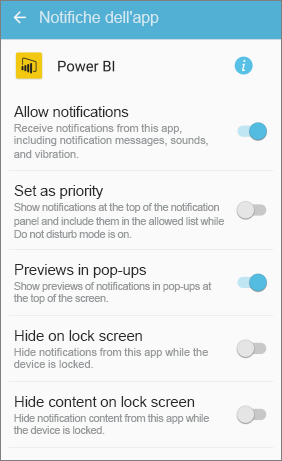 Notifiche dell'app
Power BI
Allow notifications
Receive notifications from this app,
including notification messages, sounds,
and vibration.
Set as priority
Show notifications at the top of the notification
panel and include them in the allowed list while
Do not disturb mode is on.
Previews in pop-ups
Show previews of notifications in pop-ups at
the top of the screen.
Hide on lock screen
Hide notifications from this app while the
device is locked.
Hide content on lock screen
Hide notification content from this app while
the device is locked.